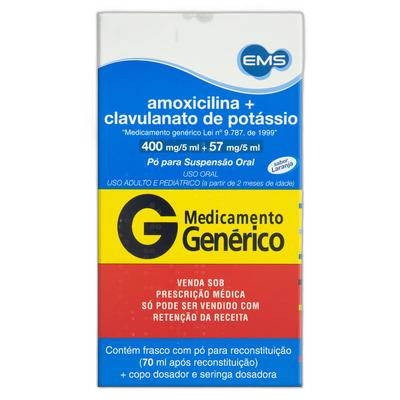 EMS
amoxicilina +
clavulanato de potássio
"Medicamento genérico Lei nº 9.787, de 1999"
400 mg/5 ml + 57 mg/5 ml
Pó para Suspensão Oral
sabor
Laranja
USO ORAL
USO ADULTO E PEDIÁTRICO (a partir de 2 meses de idade)
G Medicamento
Genérico
VENDA SOB
PRESCRIÇÃO MÉDICA
SÓ PODE SER VENDIDO COM
RETENÇÃO DA RECEITA
Contém frasco com pó para reconstituição
(70 ml após reconstituição)
+ copo dosador e seringa dosadora